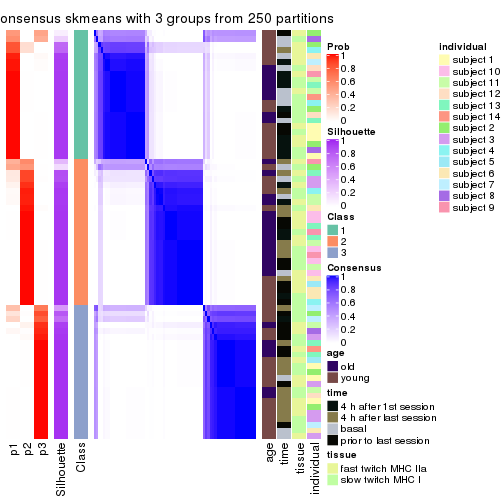 onsensus skmeans with 3 groups from 250 partitions
Prob
1
0.8
0.6
0.4
0.2
0
Silhouette
1
0.8
0.6
0.4
0.2
0
Class
1
2
3
Consensus
1
0.8
0.6
0.4
0.2
0
age
old
young
time
4 h after 1st session
4 h after last session
basal
prior to last session
tissue
fast twitch MHC IIa
slow twitch MHC I
individual
subject 1
subject 10
subject 11
subject 12
subject 13
subject 14
subject 2
subject 3
subject 4
subject 5
subject 6
subject 7
subject 8
subject 9
p1
p2
p3
Silhouette
Class
age
time
tissue
individual